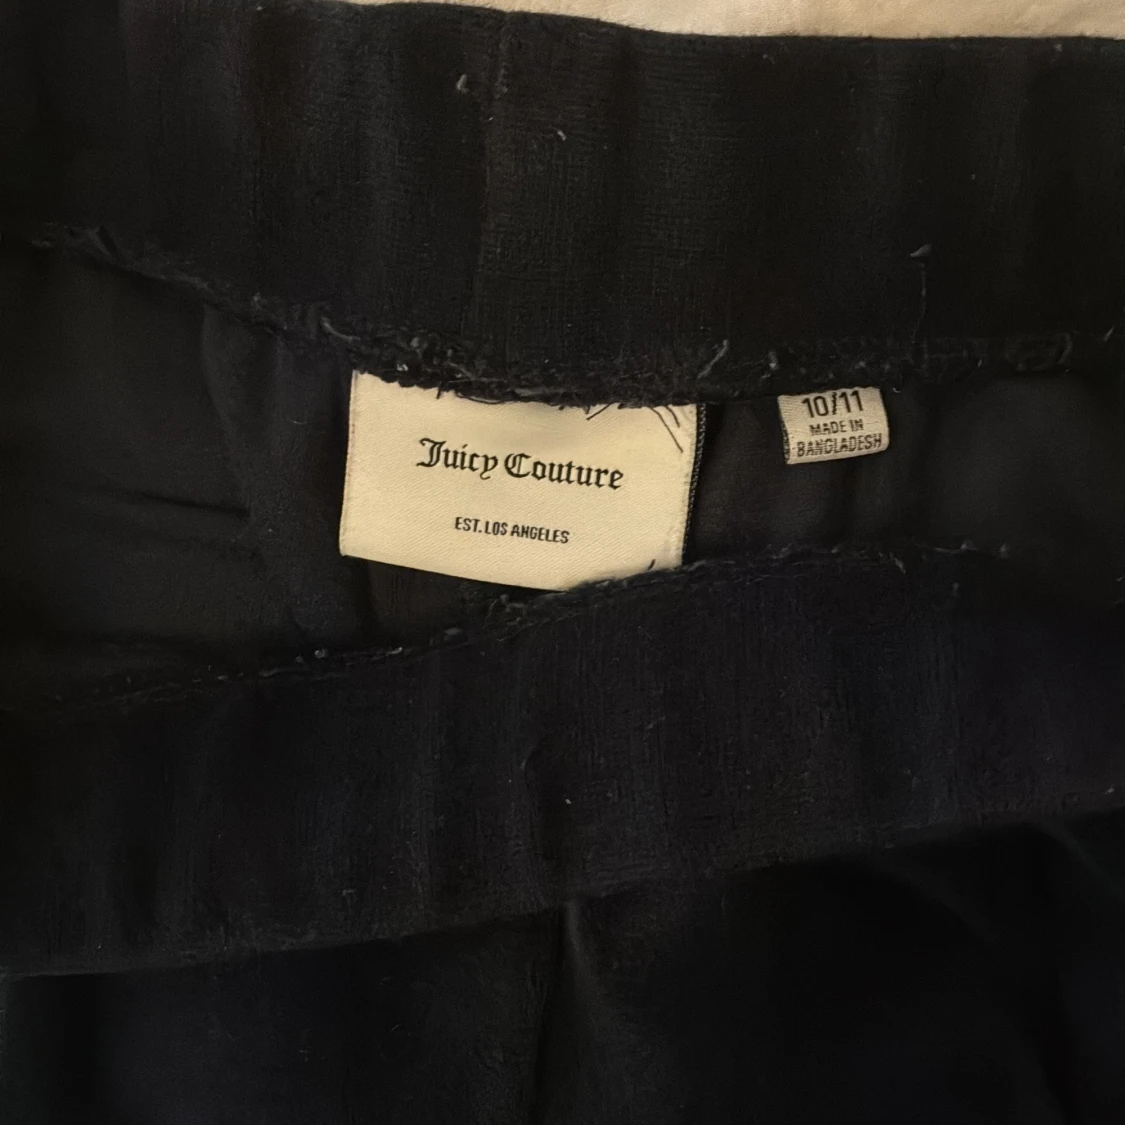 Juicy Couture
EST. LOS ANGELES
10/11
MADE IN
BANGLADESH